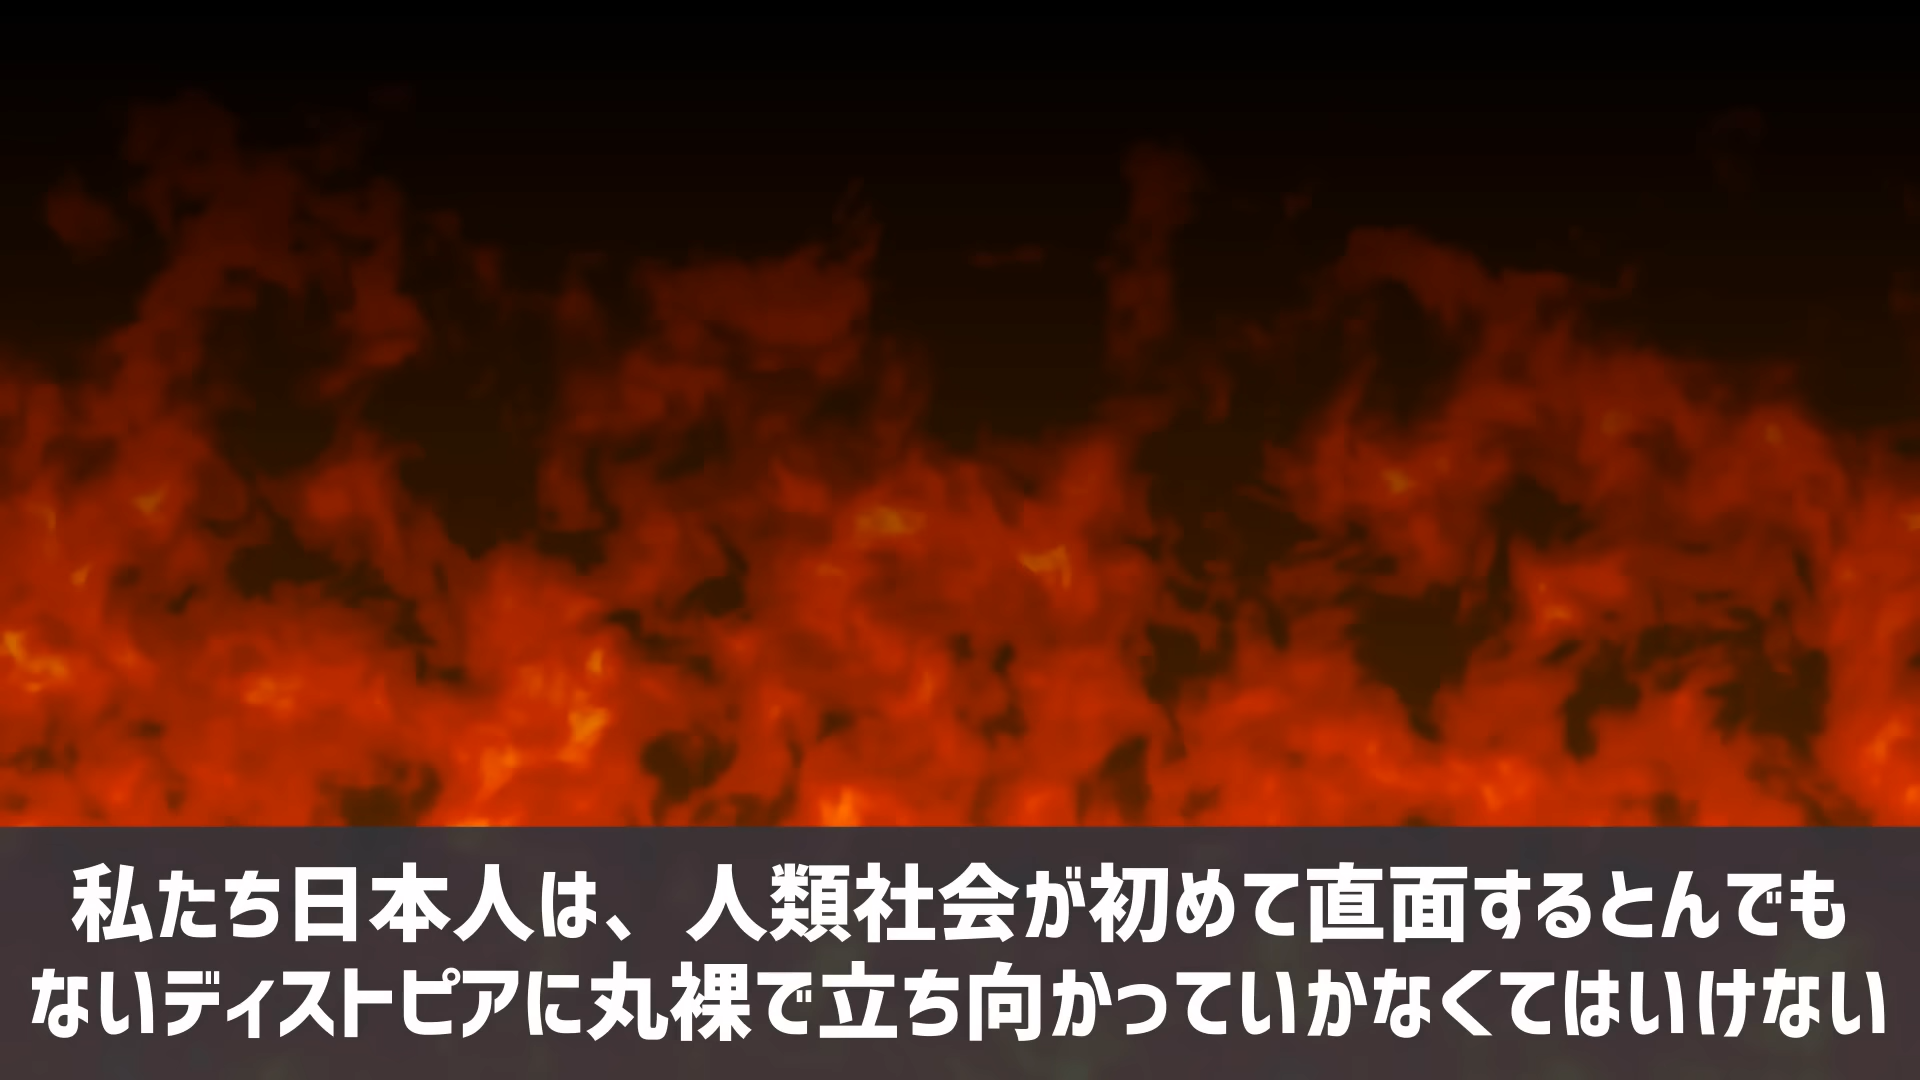 私たち日本人は、人類社会が初めて直面するとんでも
ないディストピアに丸裸で立ち向かっていかなくてはいけない